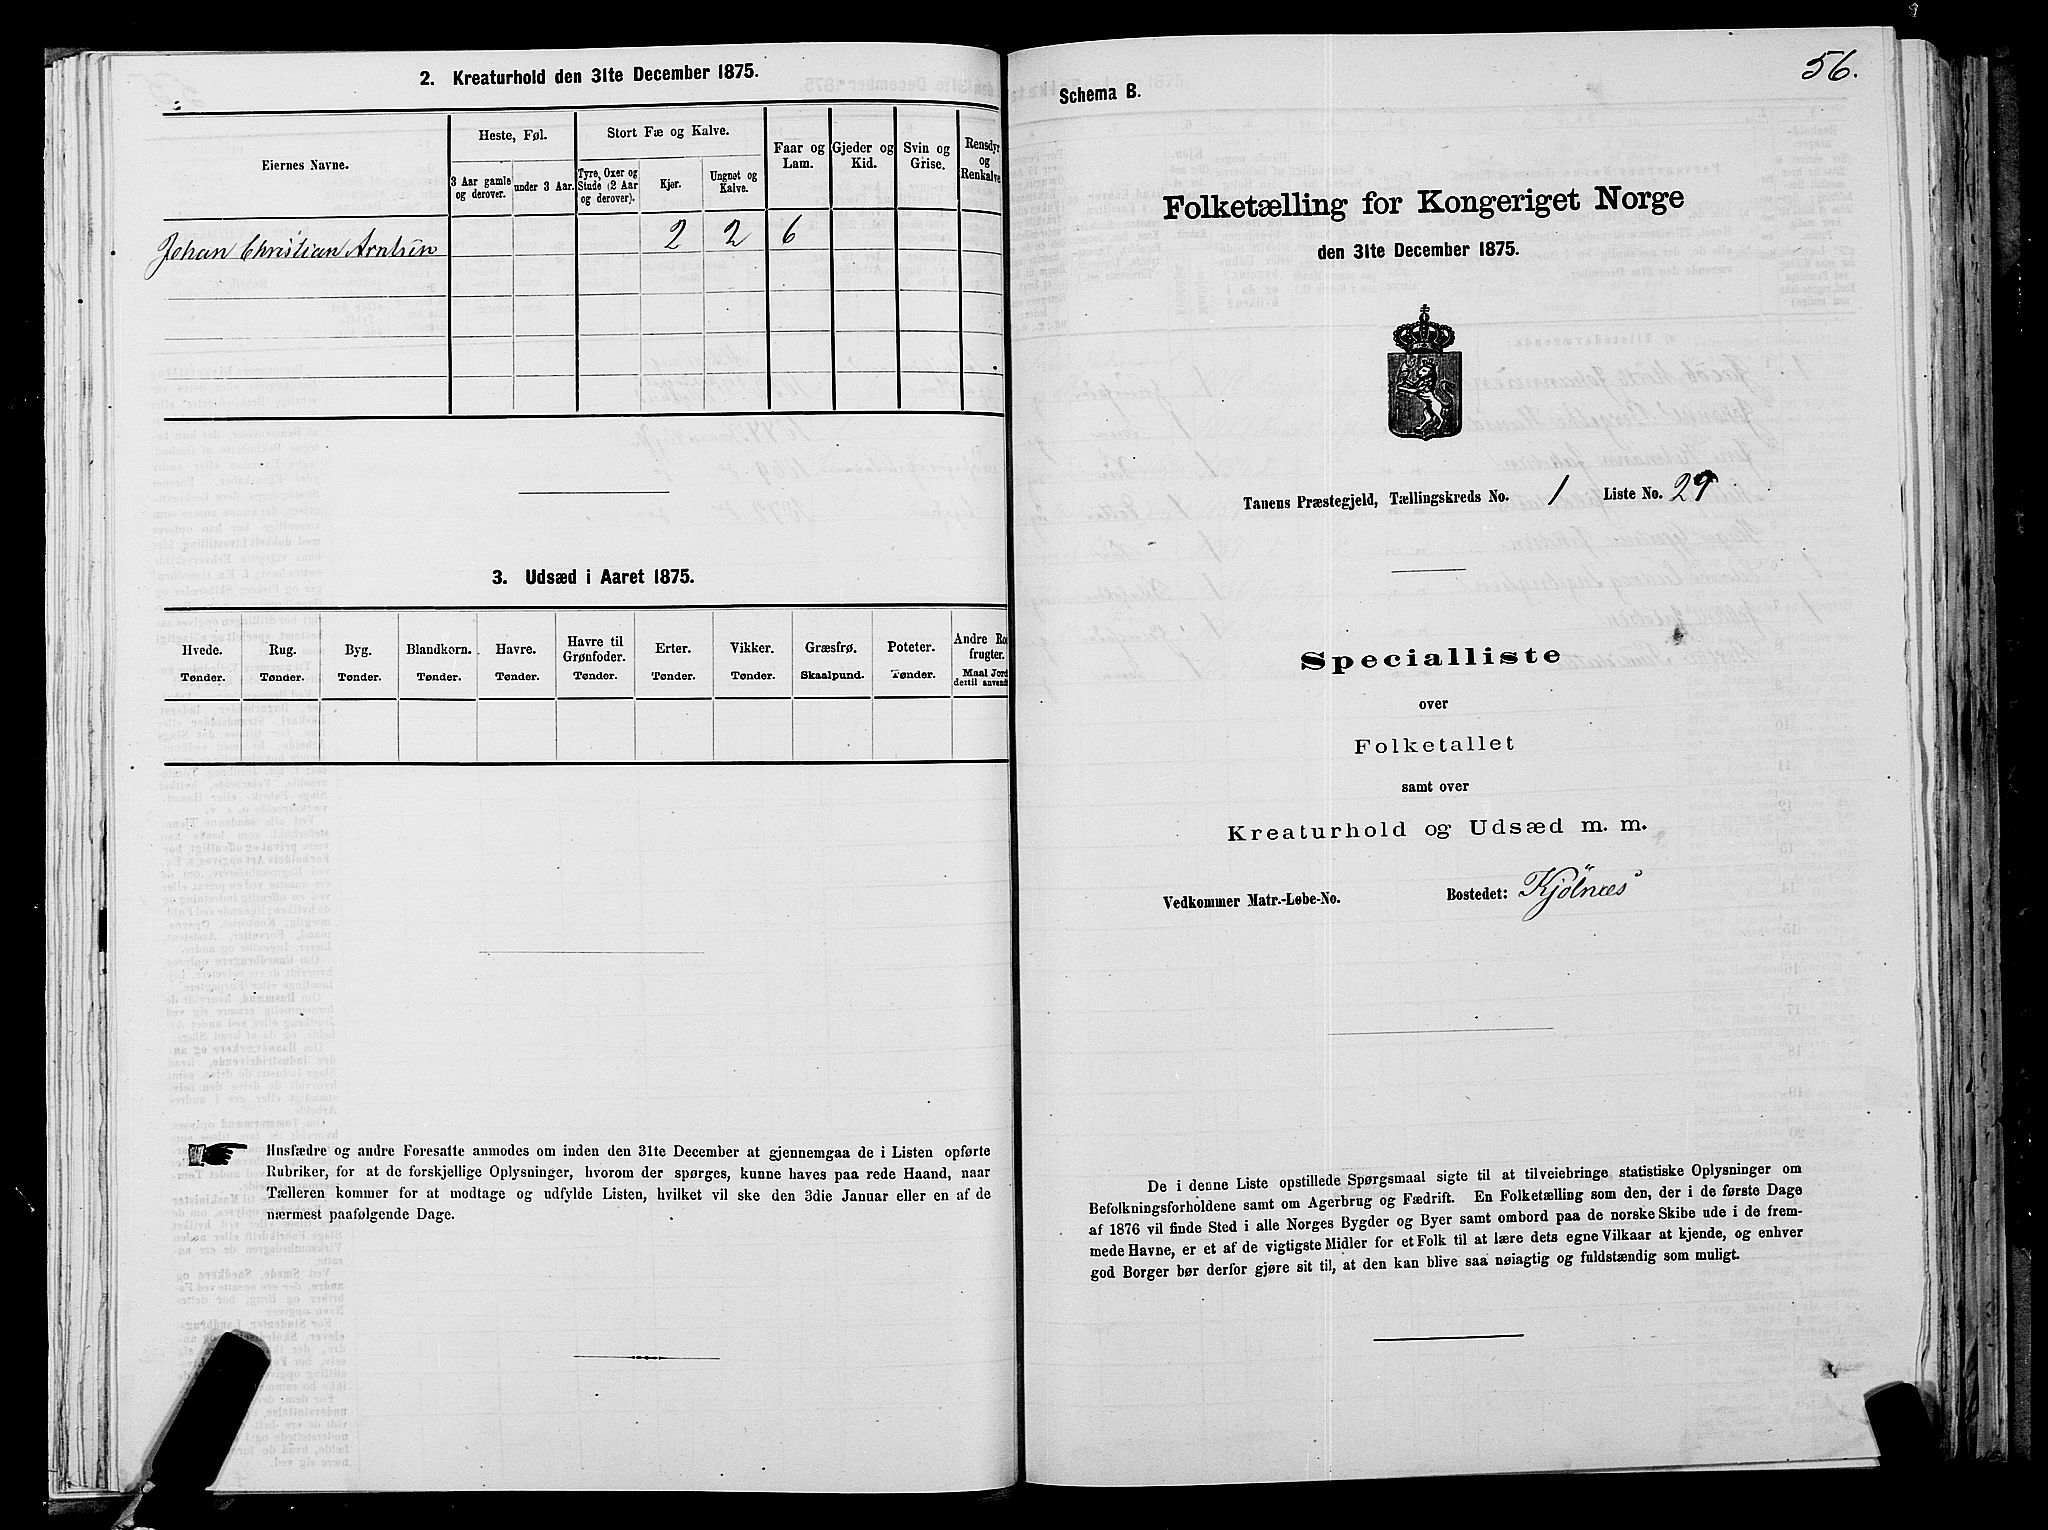 2. Kreaturhold den 31te December 1875.
Eiernes Navne.
Heste, Føl.
3 Aar gamle og derover.
under 3 Aar.
Stort Fæ og Kalve.
Tyre, Oxer og Stude (2 Aar og derover).
Kjør.
Ungnøt og Kalve.
Faar og Lam.
Gjeder og Kid.
Svin og Grise.
Rensdyr og Renkalve
Johan Christian Arntsen 2 2 6
3. Udsæd i Aaret 1875.
Hvede. Tønder.
Rug. Tønder.
Byg. Tønder.
Blandkorn. Tønder.
Havre. Tønder.
Havre til Grønfoder. Tønder.
Erter. Tønder.
Vikker. Tønder.
Græsfrø. Skaalpund.
Poteter. Tønder.
Andre Ro frugter. Maal Jord dertil anvendt
Husfædre og andre Foresatte anmodes om inden den 31te December at gjennemgaa de i Listen opførte
Rubriker, for at de forskjellige Oplysninger, hvorom der spørges, kunne haves paa rede Haand, naar
Tælleren kommer for at modtage og udfylde Listen, hvilket vil ske den 3die Januar eller en af de
nærmest paafølgende Dage.
56.
Schema B.
Folketælling for Kongeriget Norge
den 31te December 1875.
Tanens Præstegjeld, Tællingskreds No. 1 Liste No. 29
Specialliste
over
Folketallet
samt over
Kreaturhold og Udsæd m. m.
Vedkommer Matr.-Løbe-No. Bostedet: Kjölnæs
De i denne Liste opstillede Spørgsmaal sigte til at tilveiebringe statistiske Oplysninger om
Befolkningsforholdene samt om Agerbrug og Fædrift. En Folketælling som den, der i de første Dage
af 1876 vil finde Sted i alle Norges Bygder og Byer samt ombord paa de norske Skibe ude i de frem-
mede Havne, er et af de vigtigste Midler for et Folk til at lære dets egne Vilkaar at kjende, og enhver
god Borger bør derfor gjøre sit til, at den kan blive saa nøiagtig og fuldstændig som muligt.